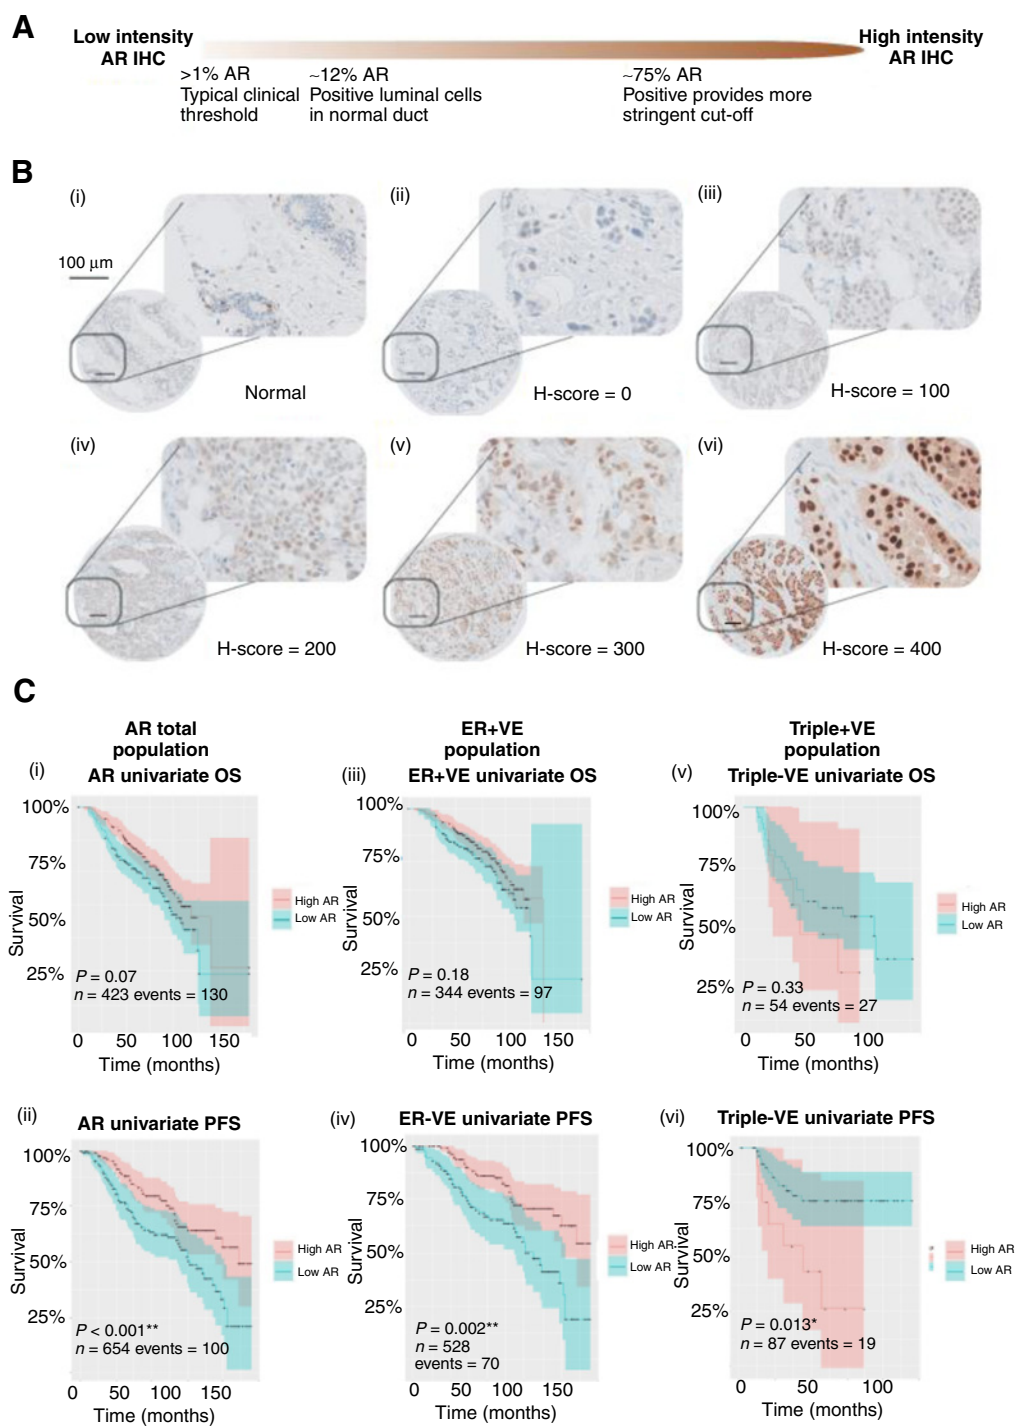 A
Low intensity
AR IHC
High intensity
AR IHC
>1% AR
Typical clinical
threshold
~12% AR
Positive luminal cells
in normal duct
~75% AR
Positive provides more
stringent cut-off
B
(i)
(ii)
(iii)
100 μm
Normal
H-score = 0
H-score = 100
(iv)
(v)
(vi)
H-score = 200
H-score = 300
H-score = 400
C
AR total
population
(i)
AR univariate OS
100%
75%
50%
25%
Survival
High AR
Low AR
P = 0.07
n = 423 events = 130
0 50 100 150
Time (months)
ER+VE
population
(iii)
ER+VE univariate OS
100%
75%
50%
25%
Survival
High AR
Low AR
P = 0.18
n = 344 events = 97
0 50 100 150
Time (months)
Triple+VE
population
(v)
Triple-VE univariate OS
100%
75%
50%
25%
Survival
High AR
Low AR
P = 0.33
n = 54 events = 27
0 50 100
Time (months)
(ii)
AR univariate PFS
100%
75%
50%
25%
Survival
High AR
Low AR
P < 0.001**
n = 654 events = 100
0 50 100 150
Time (months)
(iv)
ER-VE univariate PFS
100%
75%
50%
25%
Survival
High AR
Low AR
P = 0.002**
n = 528
events = 70
0 50 100 150
Time (months)
(vi)
Triple-VE univariate PFS
100%
75%
50%
25%
Survival
High AR
Low AR
P = 0.013*
n = 87 events = 19
0 50 100
Time (months)